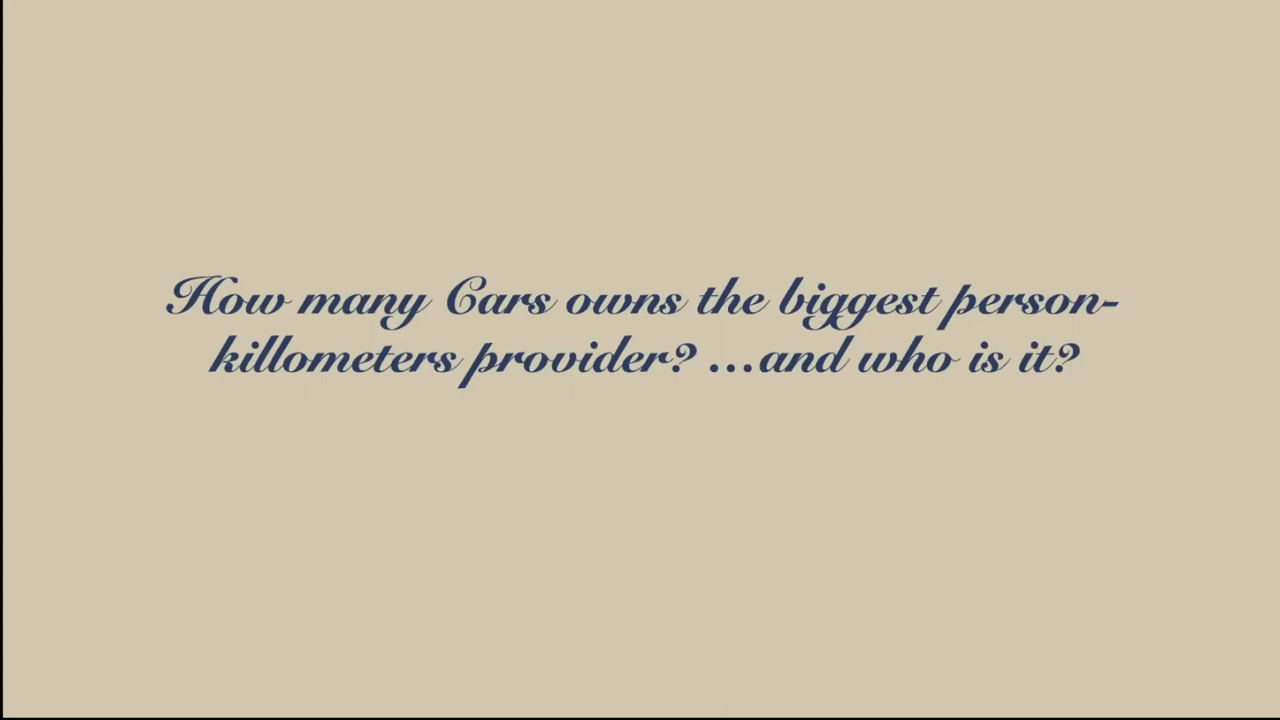 How many Cars owns the biggest person-
killometers provider? ...and who is it?